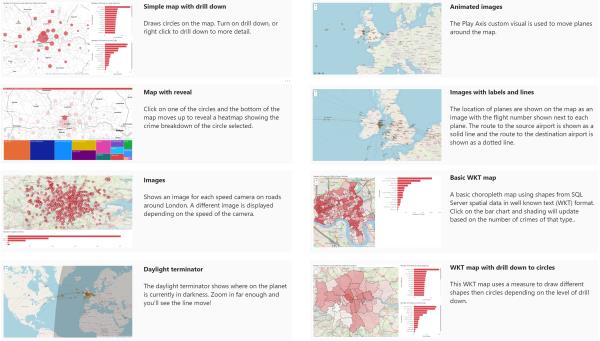 Simple map with drill down
Draws circles on the map. Turn on drill down, or
right click to drill down to more detail.
Map with reveal
Click on one of the circles and the bottom of the
map moves up to reveal a heatmap showing the
crime breakdown of the circle selected.
Images
Shows an image for each speed camera on roads
around London. A different image is displayed
depending on the speed of the camera.
Daylight terminator
The daylight terminator shows where on the planet
is currently in darkness. Zoom in far enough and
you'll see the line move!
Animated images
The Play Axis custom visual is used to move planes
around the map.
Images with labels and lines
The location of planes are shown on the map as an
image with the flight number shown next to each
plane. The route to the source airport is shown as a
solid line and the route to the destination airport is
shown as a dotted line.
Basic WKT map
A basic choropleth map using shapes from SQL
Server spatial data in well known text (WKT) format.
Click on the bar chart and shading will update
based on the number of crimes of that type..
WKT map with drill down to circles
This WKT map uses a measure to draw different
shapes then circles depending on the level of drill
down.